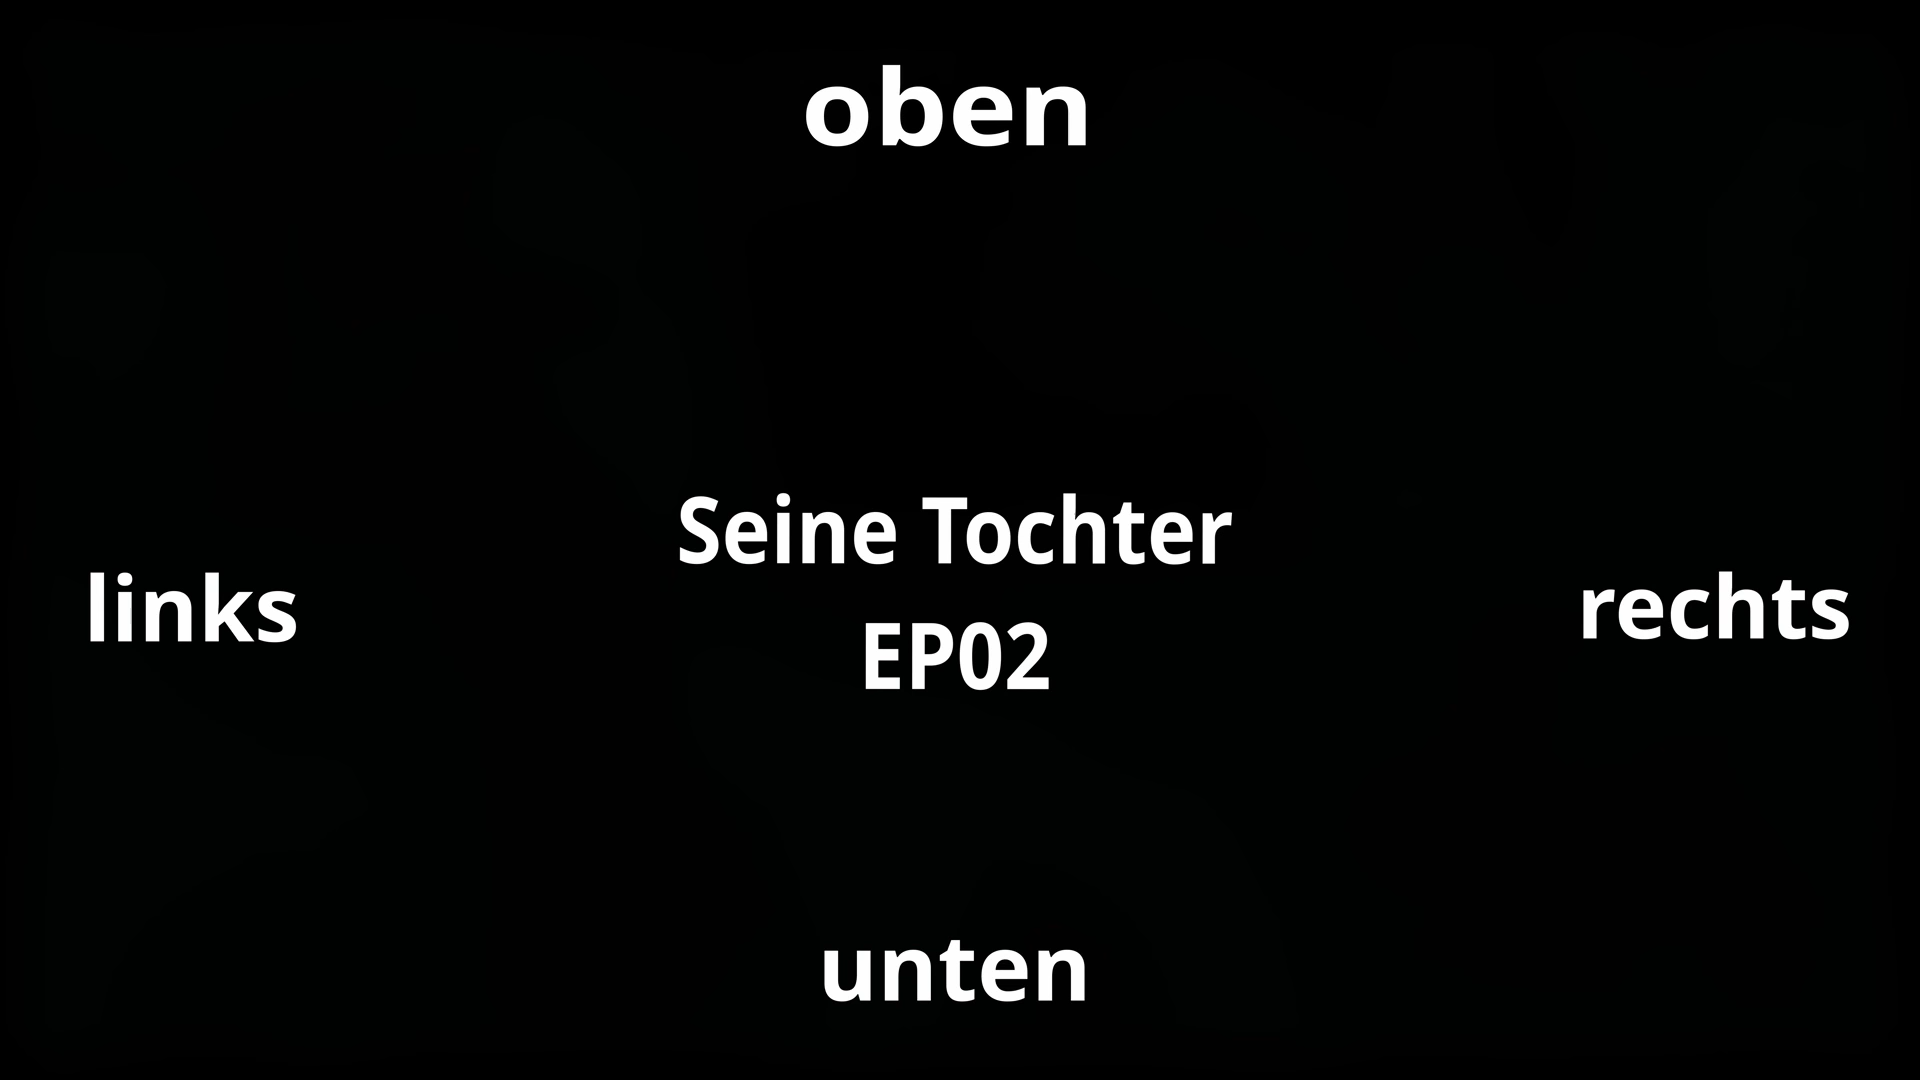 oben
Seine Tochter
links
rechts
EP02
unten